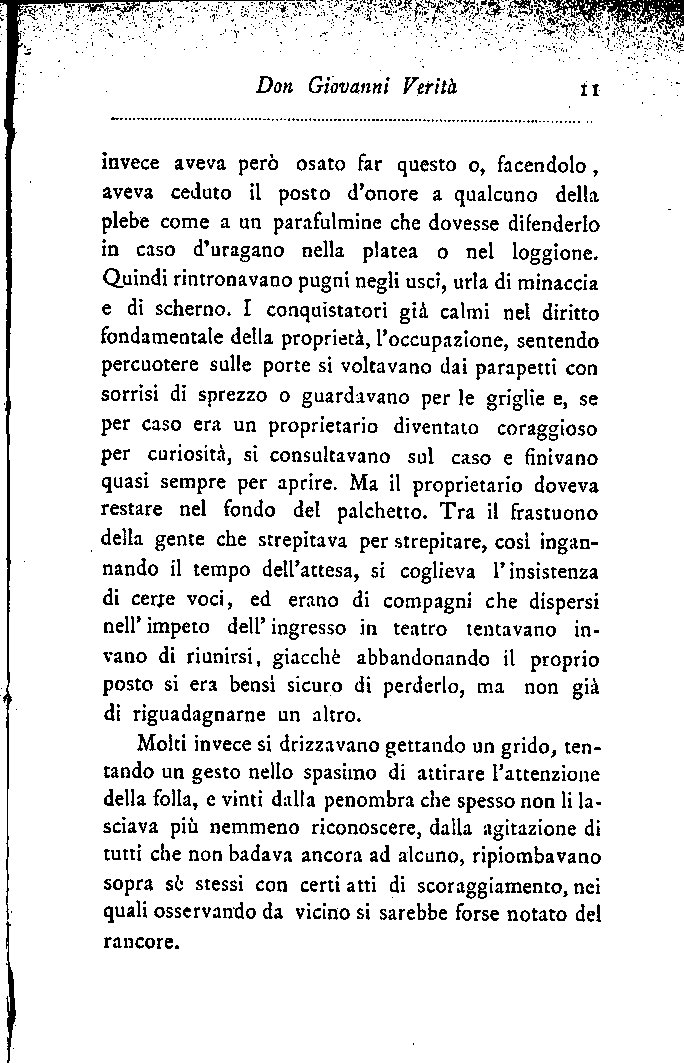 Don Giovanni Verità 11
invece aveva però osato far questo o, facendolo,
aveva ceduto il posto d'onore a qualcuno della
plebe come a un parafulmine che dovesse difenderlo
in caso d'uragano nella platea o nel loggione.
Quindi rintronavano pugni negli usci, urla di minaccia
e di scherno. I conquistatori già calmi nel diritto
fondamentale della proprietà, l'occupazione, sentendo
percuotere sulle porte si voltavano dai parapetti con
sorrisi di sprezzo o guardavano per le griglie e, se
per caso era un proprietario diventato coraggioso
per curiosità, si consultavano sul caso e finivano
quasi sempre per aprire. Ma il proprietario doveva
restare nel fondo del palchetto. Tra il frastuono
della gente che strepitava per strepitare, così ingan-
nando il tempo dell'attesa, si coglieva l'insistenza
di certe voci, ed erano di compagni che dispersi
nell'impeto dell'ingresso in teatro tentavano in-
vano di riunirsi, giacchè abbandonando il proprio
posto si era bensì sicuro di perderlo, ma non già
di riguadagnarne un altro.
Molti invece si drizzavano gettando un grido, ten-
tando un gesto nello spasimo di attirare l'attenzione
della folla, e vinti dalla penombra che spesso non li la-
sciava più nemmeno riconoscere, dalla agitazione di
tutti che non badava ancora ad alcuno, ripiombavano
sopra sè stessi con certi atti di scoraggiamento, nei
quali osservando da vicino si sarebbe forse notato del
rancore.